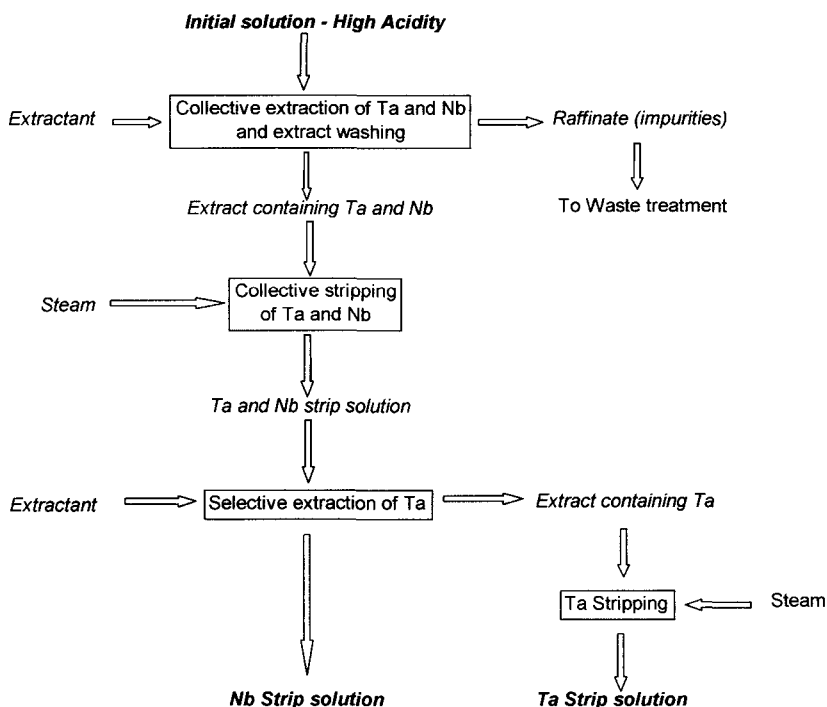 Initial solution - High Acidity
Extractant
Collective extraction of Ta and Nb
and extract washing
Raffinate (impurities)
Extract containing Ta and Nb
To Waste treatment
Steam
Collective stripping
of Ta and Nb
Ta and Nb strip solution
Extractant
Selective extraction of Ta
Extract containing Ta
Ta Stripping
Steam
Nb Strip solution
Ta Strip solution